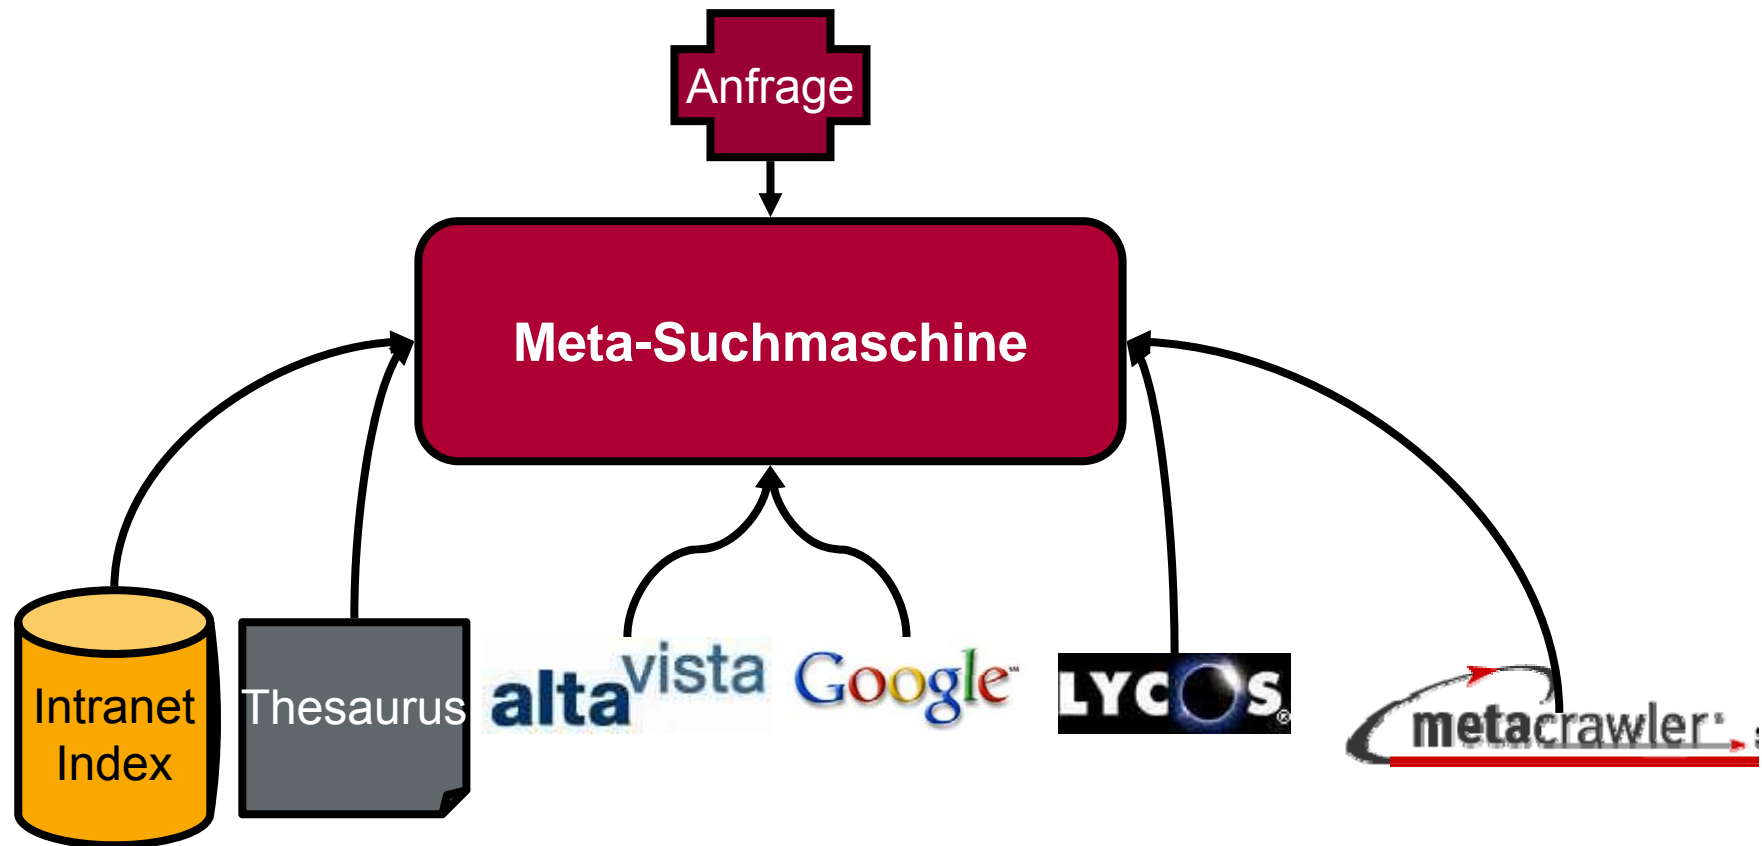 Anfrage
Meta-Suchmaschine
Intranet
Index
Thesaurus
altavista
Google
LYCOS
metacrawler